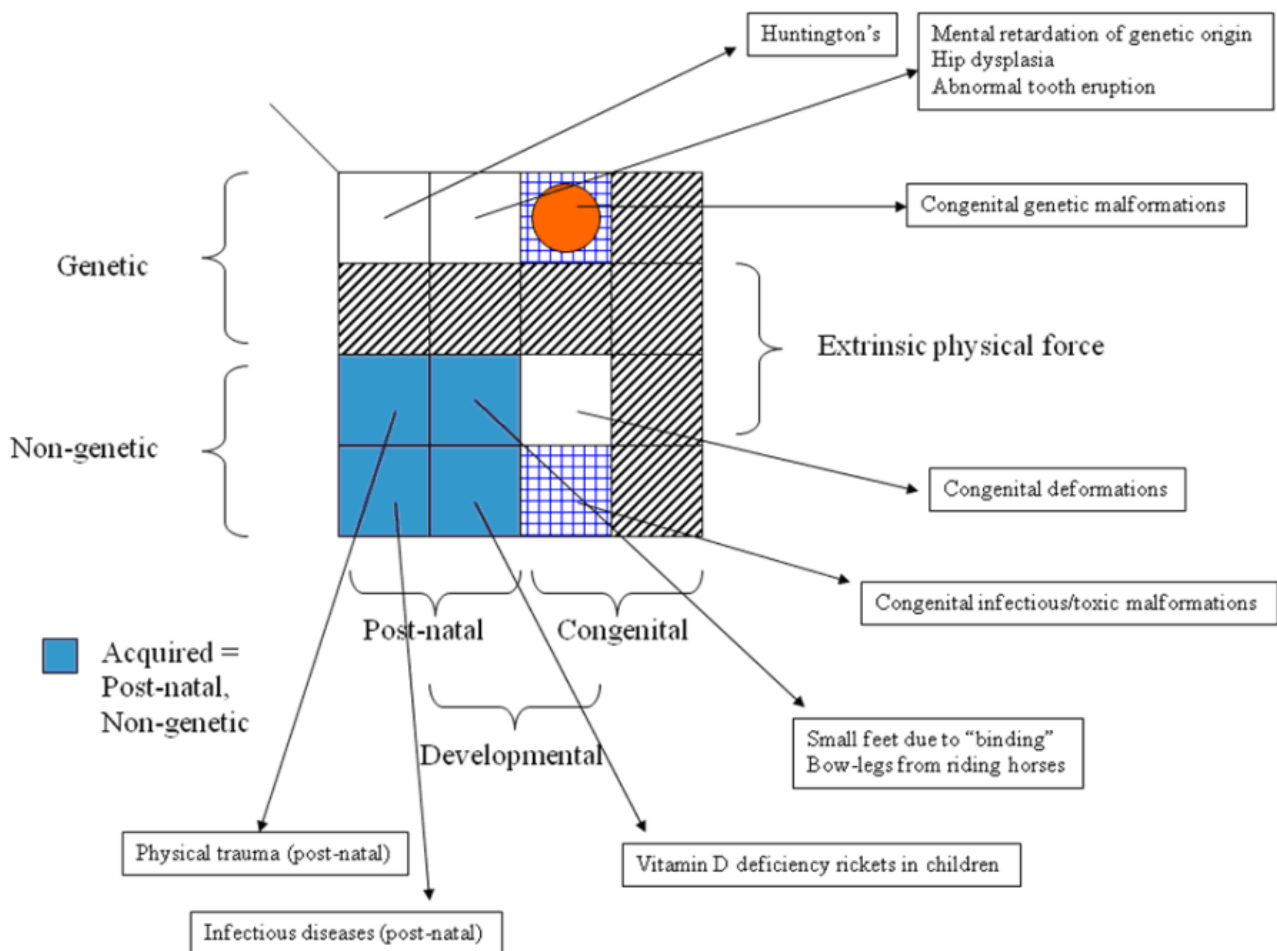 Huntington's
Mental retardation of genetic origin
Hip dysplasia
Abnormal tooth eruption
Congenital genetic malformations
Genetic
Extrinsic physical force
Non-genetic
Congenital deformations
Congenital infectious/toxic malformations
Post-natal
Congenital
Acquired =
Post-natal,
Non-genetic
Developmental
Small feet due to “binding”
Bow-legs from riding horses
Physical trauma (post-natal)
Vitamin D deficiency rickets in children
Infectious diseases (post-natal)